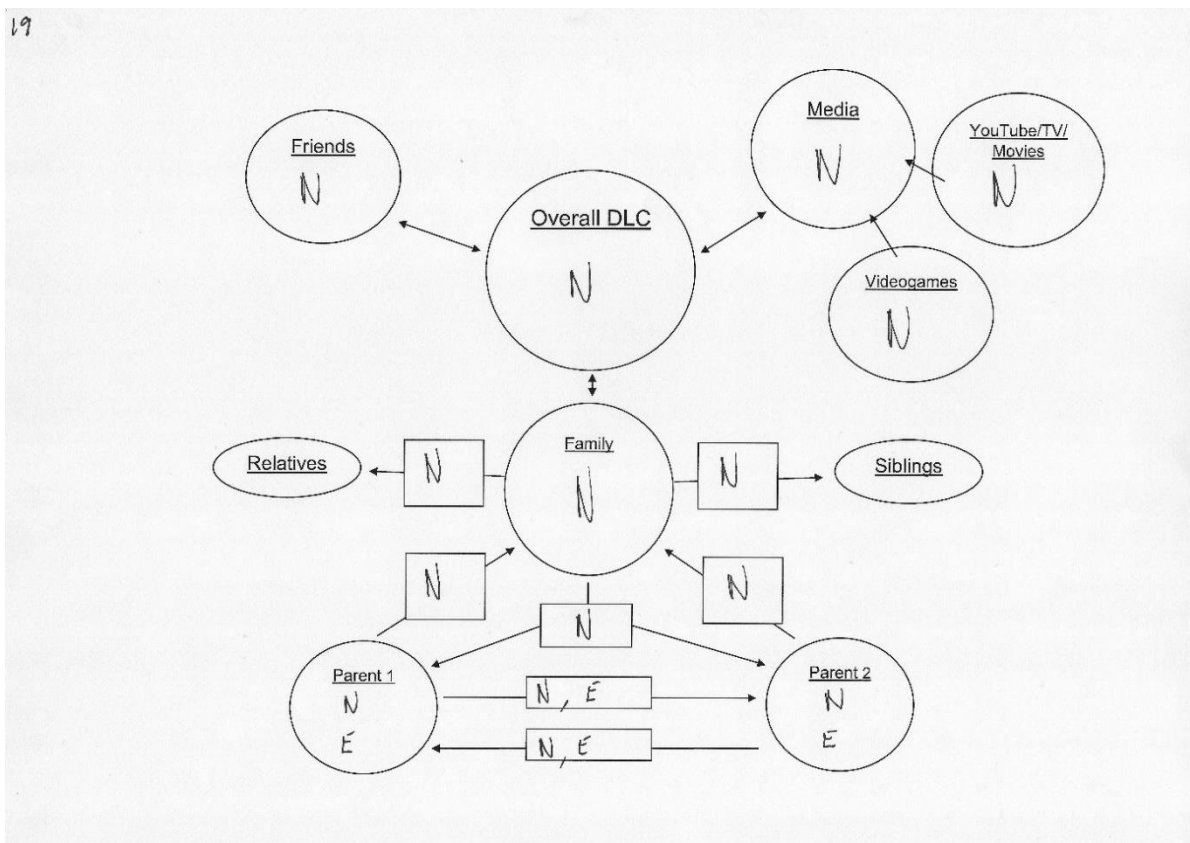 19
Friends
N
Media
N
YouTube/TV/
Movies
N
Overall DLC
N
Videogames
N
Relatives
N
Family
N
N
Siblings
N
N
N
Parent 1
N
E
N, E
N, E
Parent 2
N
E